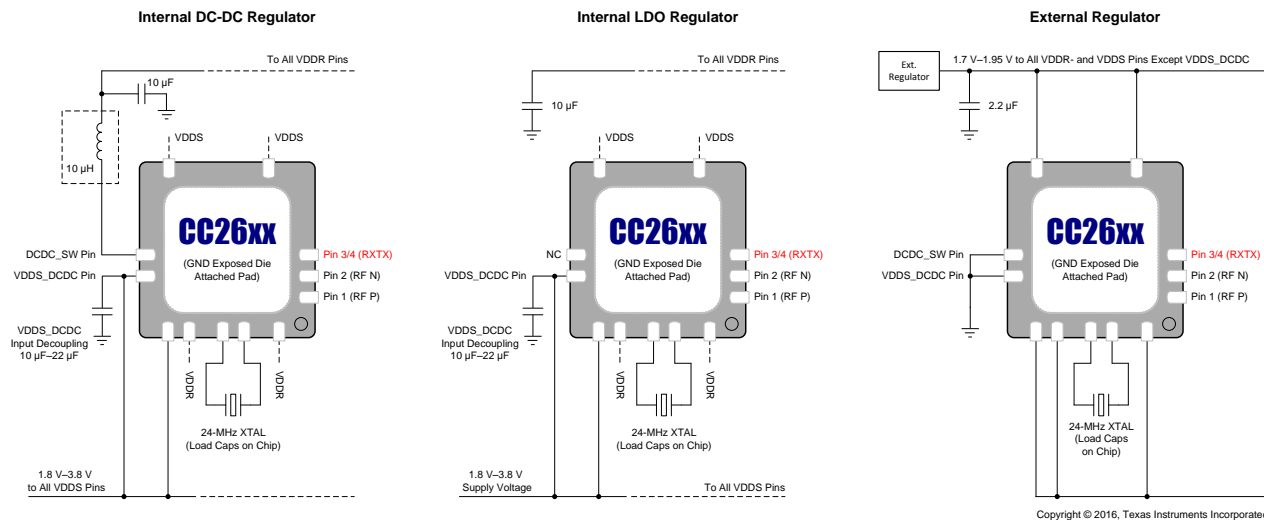 Internal DC-DC Regulator
To All VDDR Pins
10 µF
10 µH
VDDS
VDDS
CC26xx
(GND Exposed Die
Attached Pad)
DCDC_SW Pin
VDDS_DCDC Pin
Pin 3/4 (RXTX)
Pin 2 (RF N)
Pin 1 (RF P)
VDDS_DCDC
Input Decoupling
10 µF–22 µF
VDDR
VDDR
24-MHz XTAL
(Load Caps on Chip)
1.8 V–3.8 V
to All VDDS Pins
Internal LDO Regulator
To All VDDR Pins
10 µF
VDDS
VDDS
CC26xx
(GND Exposed Die
Attached Pad)
NC
VDDS_DCDC Pin
Pin 3/4 (RXTX)
Pin 2 (RF N)
Pin 1 (RF P)
VDDS_DCDC
Input Decoupling
10 µF–22 µF
VDDR
VDDR
24-MHz XTAL
(Load Caps on Chip)
1.8 V–3.8 V
Supply Voltage
To All VDDS Pins
External Regulator
Ext.
Regulator
1.7 V–1.95 V to All VDDR- and VDDS Pins Except VDDS_DCDC
2.2 µF
CC26xx
(GND Exposed Die
Attached Pad)
DCDC_SW Pin
VDDS_DCDC Pin
Pin 3/4 (RXTX)
Pin 2 (RF N)
Pin 1 (RF P)
24-MHz XTAL
(Load Caps
on Chip)
Copyright © 2016, Texas Instruments Incorporated